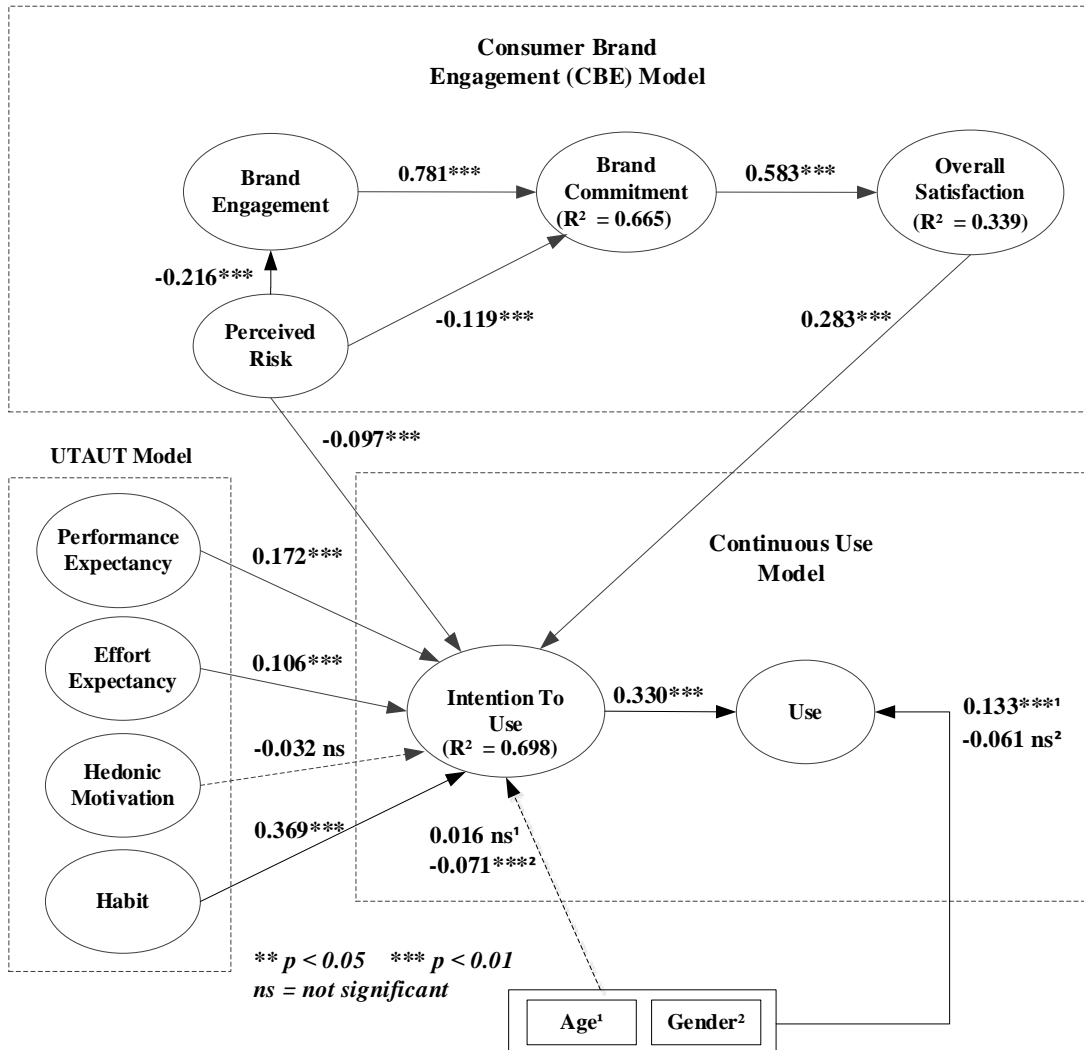 Consumer Brand
Engagement (CBE) Model
Brand
Engagement
0.781***
Brand
Commitment
(R² = 0.665)
0.583***
Overall
Satisfaction
(R² = 0.339)
-0.216***
Perceived
Risk
-0.119***
0.283***
-0.097***
UTAUT Model
Performance
Expectancy
0.172***
Effort
Expectancy
0.106***
Hedonic
Motivation
-0.032 ns
Habit
0.369***
Continuous Use
Model
Intention To
Use
(R² = 0.698)
0.330***
Use
0.133***¹
-0.061 ns²
0.016 ns¹
-0.071***²
** p < 0.05 *** p < 0.01
ns = not significant
Age¹
Gender²